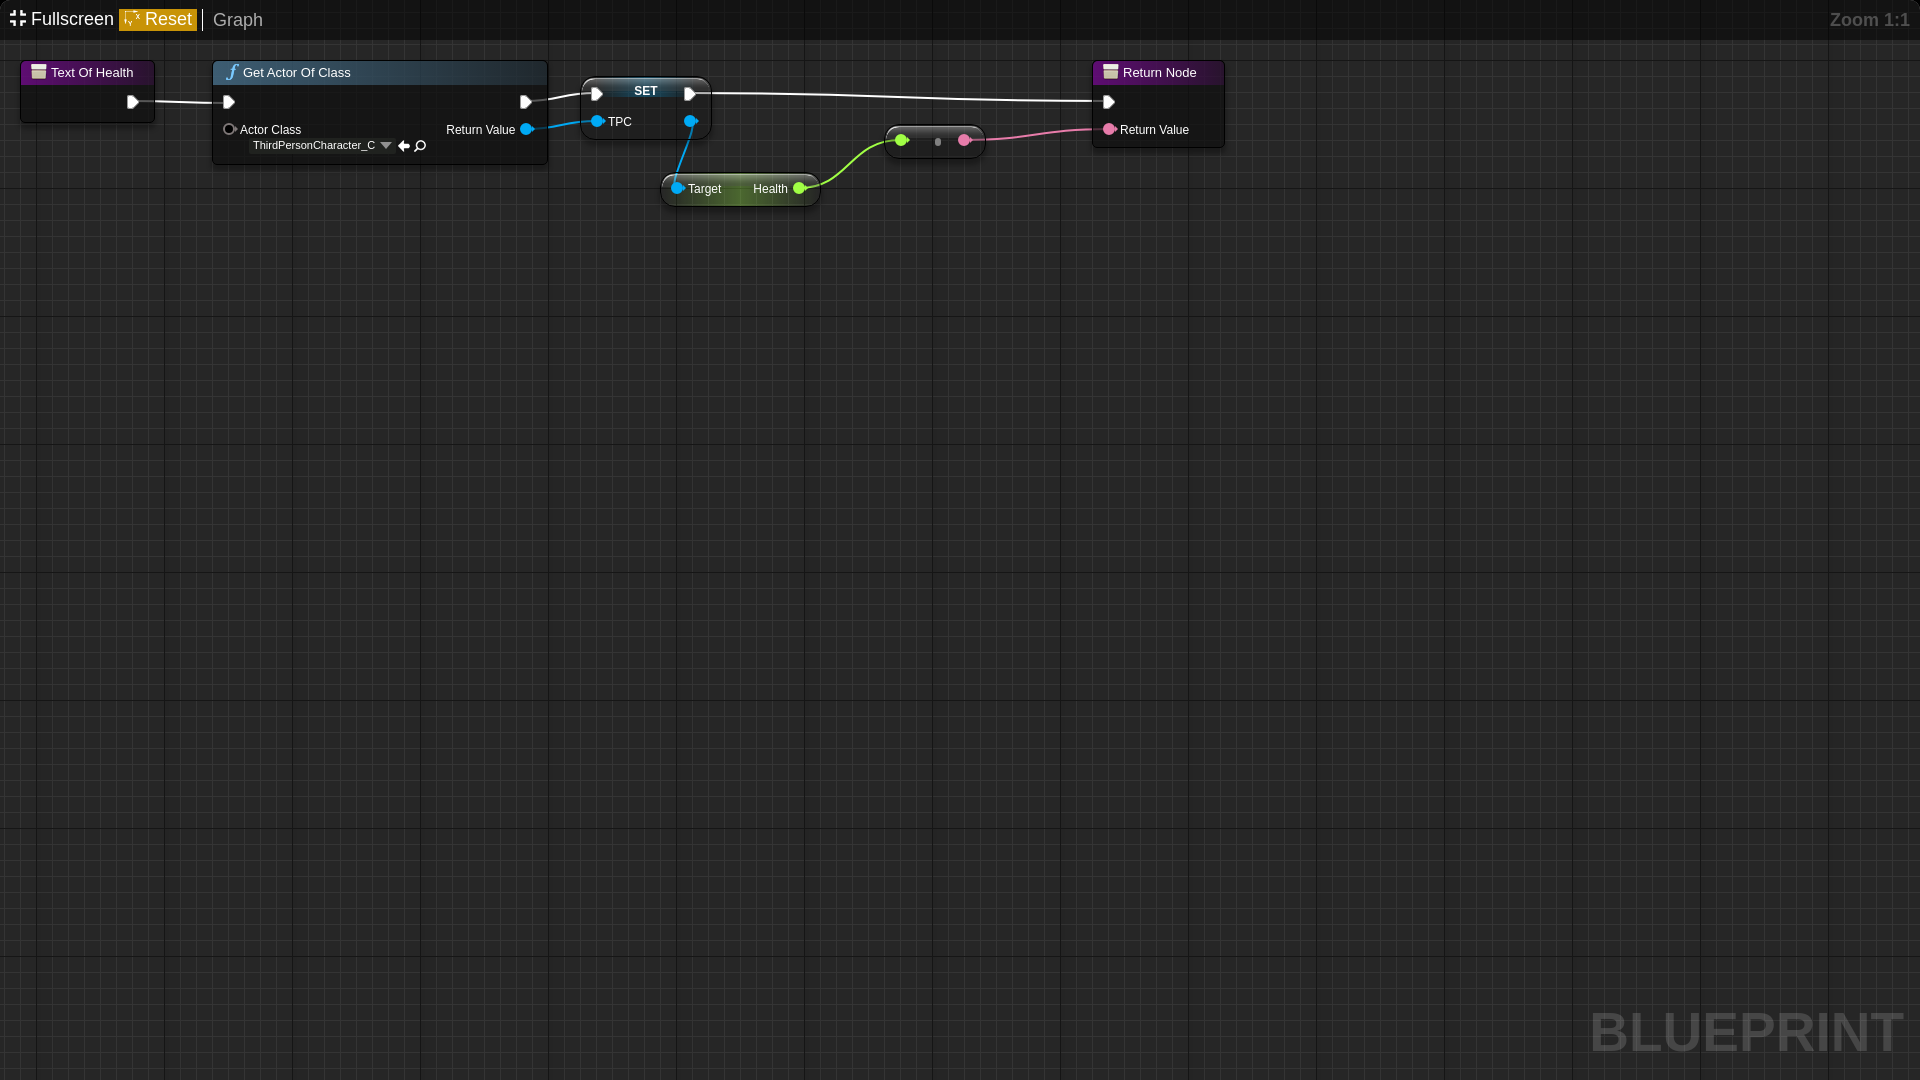 Fullscreen Reset Graph Zoom 1:1
Text Of Health
Get Actor Of Class
Actor Class
ThirdPersonCharacter_C
Return Value
SET
TPC
Target Health
Return Node
Return Value
BLUEPRINT